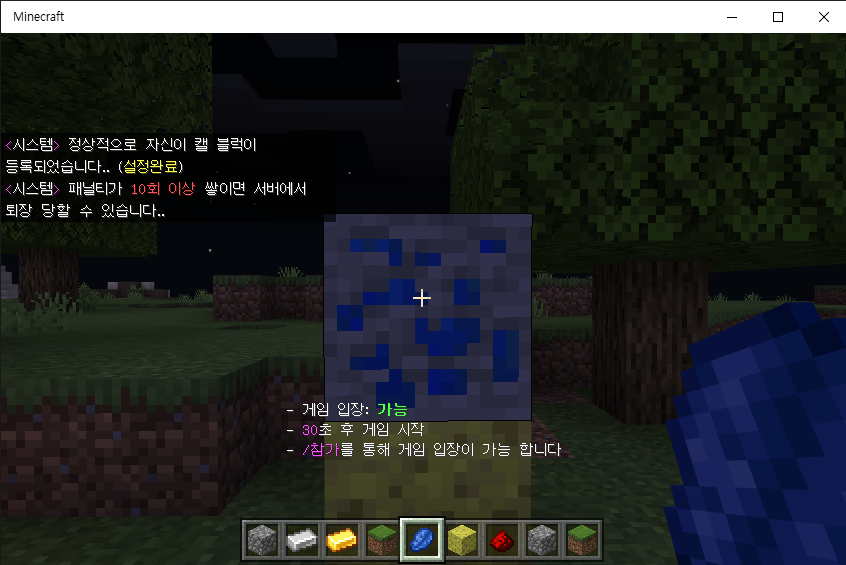 Minecraft
<시스템> 정상적으로 자신이 캘 블럭이
등록되었습니다.. (설정완료)
<시스템> 패널티가 10회 이상 쌓이면 서버에서
퇴장 당할 수 있습니다..
- 게임 입장: 가능
- 30초 후 게임 시작
- /참가를 통해 게임 입장이 가능 합니다